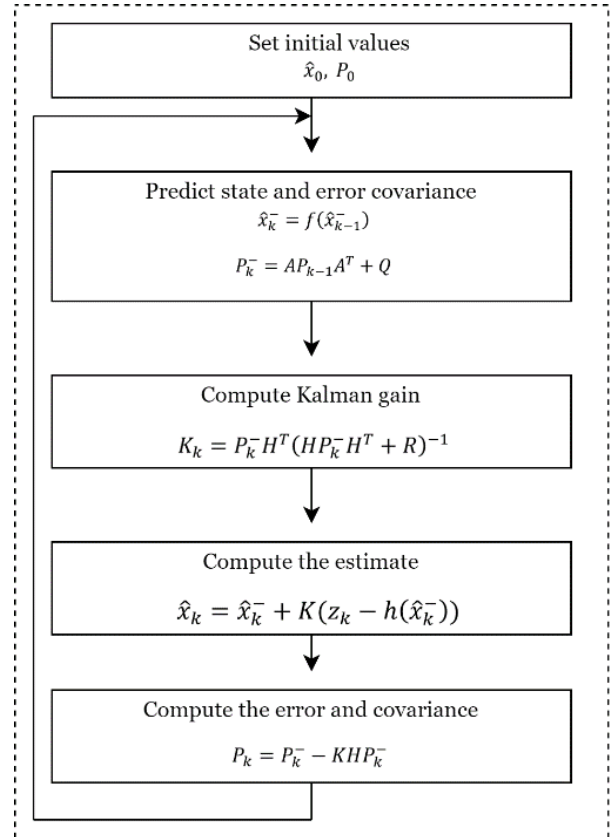 Set initial values
x̂₀, P₀
Predict state and error covariance
x̂ₖ⁻ = f(x̂ₖ₋₁⁻)
Pₖ⁻ = APₖ₋₁Aᵀ + Q
Compute Kalman gain
Kₖ = Pₖ⁻Hᵀ(HPₖ⁻Hᵀ + R)⁻¹
Compute the estimate
x̂ₖ = x̂ₖ⁻ + K(zₖ − h(x̂ₖ⁻))
Compute the error and covariance
Pₖ = Pₖ⁻ − KHPₖ⁻